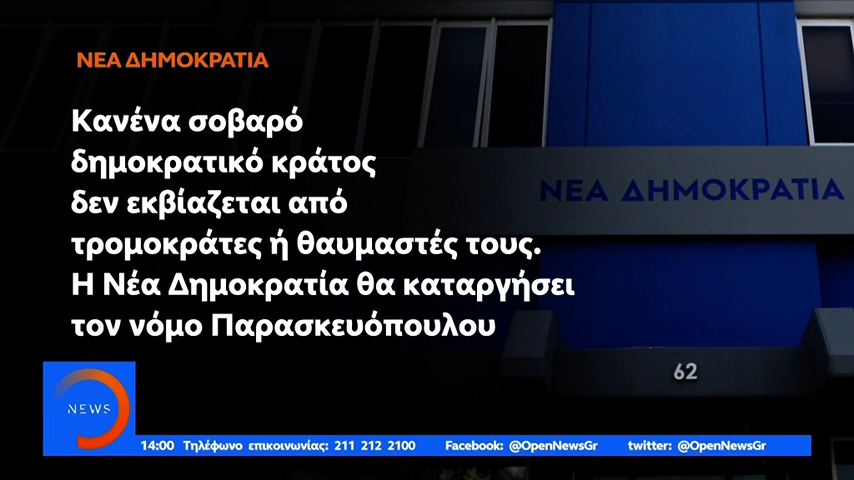 ΝΕΑ ΔΗΜΟΚΡΑΤΙΑ
Κανένα σοβαρό
δημοκρατικό κράτος
δεν εκβίαζεται από
τρομοκράτες ή θαυμαστές τους.
Η Νέα Δημοκρατία θα καταργήσει
τον νόμο Παρασκευόπουλου
ΝΕΑ ΔΗΜΟΚΡΑΤΙΑ
62
NEWS
14:00 Τηλέφωνο επικοινωνίας: 211 212 2100 Facebook: @OpenNewsGr twitter: @OpenNewsGr